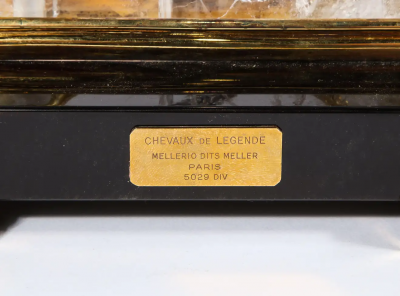 CHEVAUX DE LEGENDE
MELLERIO DITS MELLER
PARIS
5029 DIV